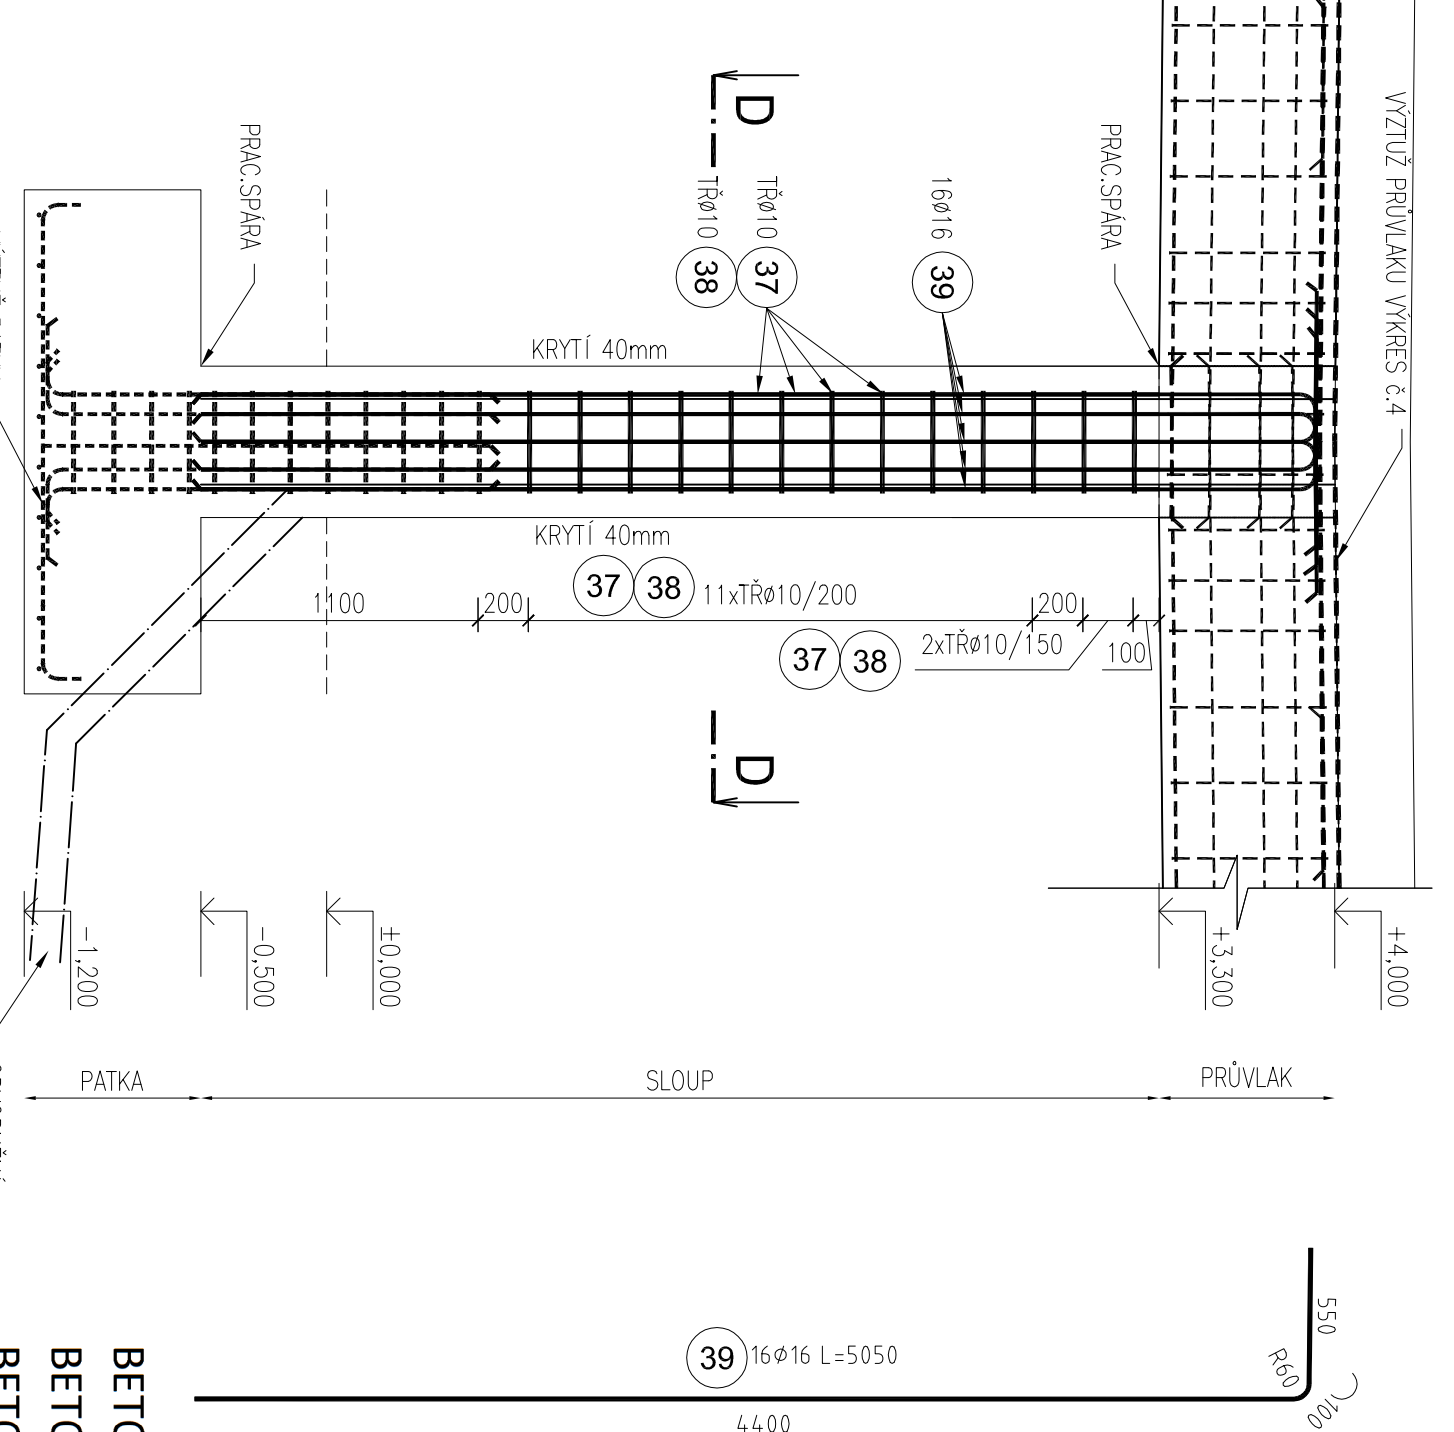 VÝZTUŽ PRŮVLAKU VÝKRES č.4
D
PRAC.SPÁRA
PRAC.SPÁRA
TŘø10 38
TŘø10 37
16ø16 39
KRYTÍ 40mm
KRYTÍ 40mm
37 38 11xTŘø10/200
1100
200
200
37 38 2xTŘø10/150
100
D
-1,200
-0,500
±0,000
+3,300
+4,000
PATKA
SLOUP
PRŮVLAK
550
R60
100
39 16ø16 L=5050
4400